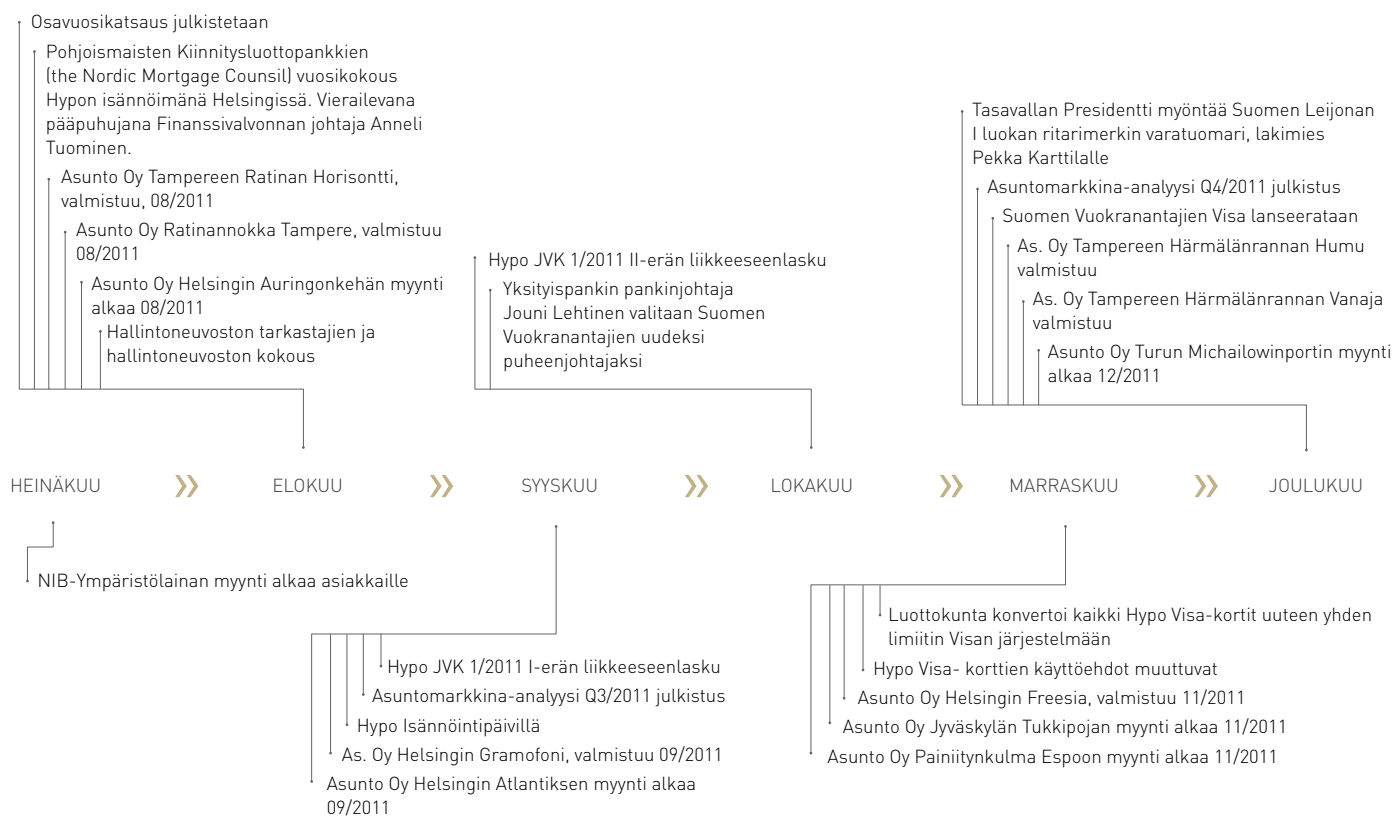 Osavuosikatsaus julkistetaan
Pohjoismaisten Kiinnitysluottopankkien
(the Nordic Mortgage Counsil) vuosikokous
Hypon isännöimänä Helsingissä. Vierailevana
pääpuhujana Finanssivalvonnan johtaja Anneli
Tuominen.
Asunto Oy Tampereen Ratinan Horisontti,
valmistuu, 08/2011
Asunto Oy Ratinannokka Tampere, valmistuu
08/2011
Asunto Oy Helsingin Auringonkehän myynti
alkaa 08/2011
Hallintoneuvoston tarkastajien ja
hallintoneuvoston kokous
Hypo JVK 1/2011 II-erän liikkeeseenlasku
Yksityispankin pankinjohtaja
Jouni Lehtinen valitaan Suomen
Vuokranantajien uudeksi
puheenjohtajaksi
Tasavallan Presidentti myöntää Suomen Leijonan
I luokan ritarimerkin varatuomari, lakimies
Pekka Karttilalle
Asuntomarkkina-analyysi Q4/2011 julkistus
Suomen Vuokranantajien Visa lanseerataan
As. Oy Tampereen Härmälänrannan Humu
valmistuu
As. Oy Tampereen Härmälänrannan Vanaja
valmistuu
Asunto Oy Turun Michailowinportin myynti
alkaa 12/2011
HEINÄKUU
ELOKUU
SYYSKUU
LOKAKUU
MARRASKUU
JOULUKUU
NIB-Ympäristölainan myynti alkaa asiakkaille
Hypo JVK 1/2011 I-erän liikkeeseenlasku
Asuntomarkkina-analyysi Q3/2011 julkistus
Hypo Isännöintipäivillä
As. Oy Helsingin Gramofoni, valmistuu 09/2011
Asunto Oy Helsingin Atlantiksen myynti alkaa
09/2011
Luottokunta konvertoi kaikki Hypo Visa-kortit uuteen yhden
limiitin Visan järjestelmään
Hypo Visa- korttien käyttöehdot muuttuvat
Asunto Oy Helsingin Freesia, valmistuu 11/2011
Asunto Oy Jyväskylän Tukkipojan myynti alkaa 11/2011
Asunto Oy Painiitynkulma Espoon myynti alkaa 11/2011